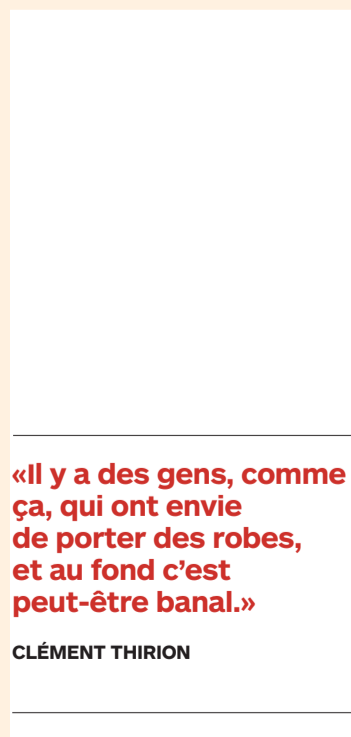 «Il y a des gens, comme
ça, qui ont envie
de porter des robes,
et au fond c’est
peut-être banal.»
CLÉMENT THIRION